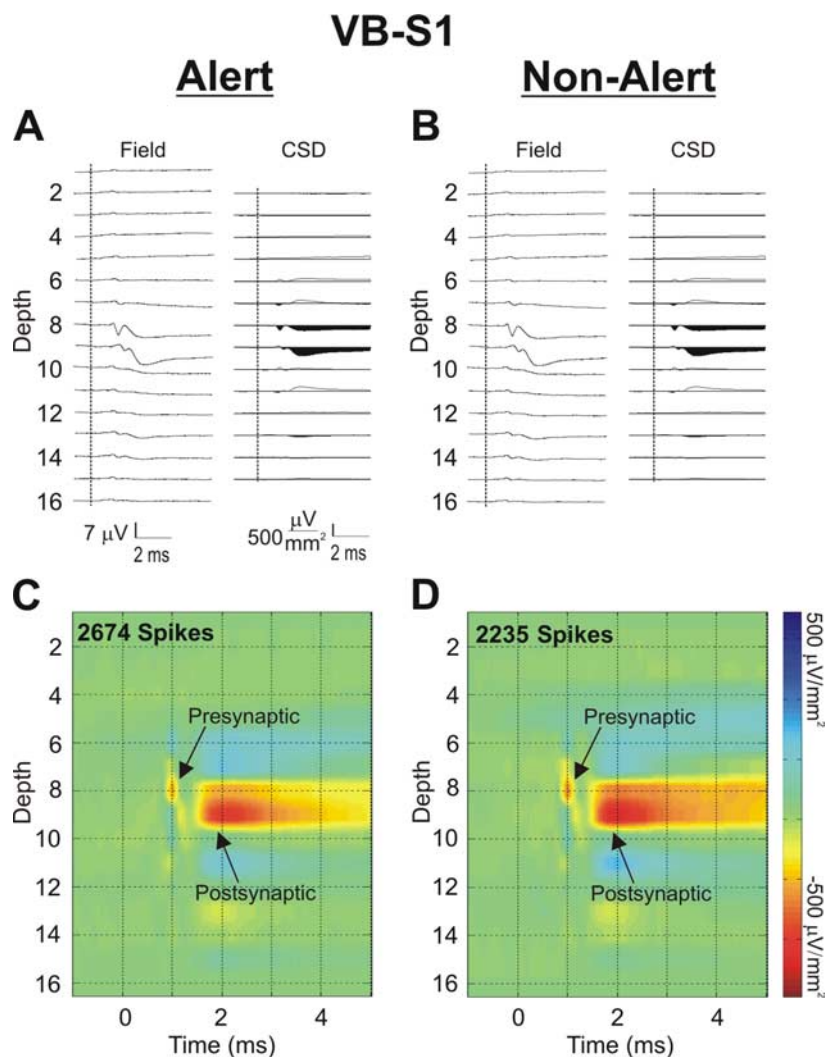 VB-S1
Alert
Non-Alert
A
B
Field
CSD
Field
CSD
2
4
6
8
10
12
14
16
Depth
2
4
6
8
10
12
14
16
Depth
7 µV
2 ms
500 µV/mm²
2 ms
C
D
2674 Spikes
2235 Spikes
Presynaptic
Postsynaptic
Presynaptic
Postsynaptic
2
4
6
8
10
12
14
16
Depth
2
4
6
8
10
12
14
16
Depth
0 2 4
Time (ms)
0 2 4
Time (ms)
500 µV/mm²
-500 µV/mm²